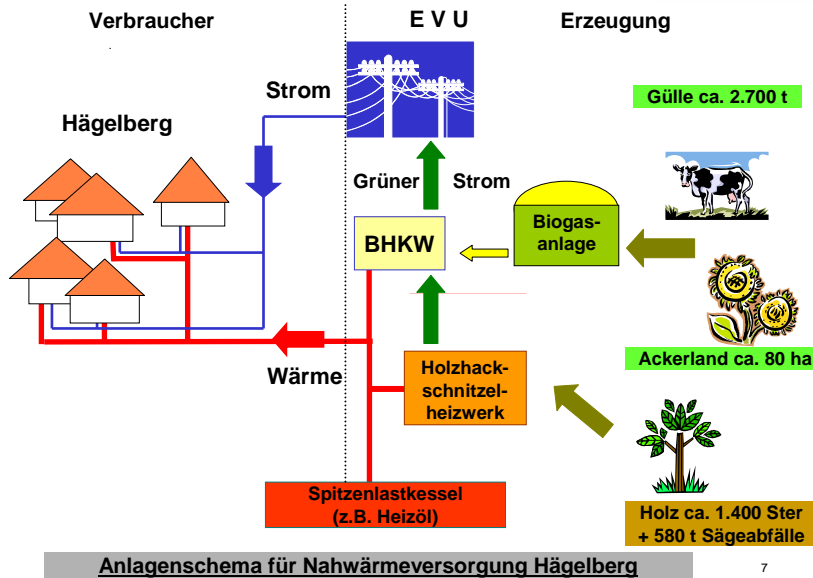 Verbraucher
E V U
Erzeugung
Strom
Gülle ca. 2.700 t
Hägelberg
Grüner Strom
BHKW
Biogas-
anlage
Wärme
Holzhack-
schnitzel-
heizwerk
Ackerland ca. 80 ha
Spitzenlastkessel
(z.B. Heizöl)
Holz ca. 1.400 Ster
+ 580 t Sägeabfälle
Anlagenschema für Nahwärmeversorgung Hägelberg
7